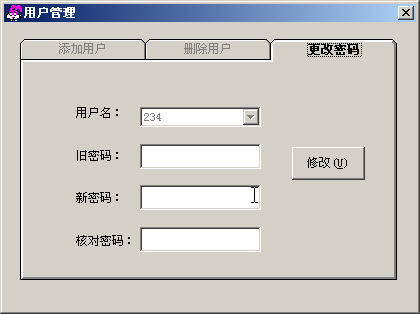 用户管理
添加用户 删除用户 更改密码
用户名： 234
旧密码：
修改(U)
新密码：
核对密码：